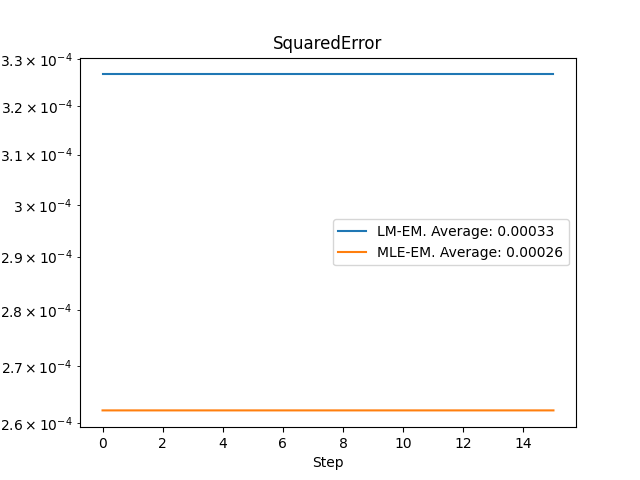 SquaredError
3.3 × 10⁻⁴
3.2 × 10⁻⁴
3.1 × 10⁻⁴
3 × 10⁻⁴
2.9 × 10⁻⁴
2.8 × 10⁻⁴
2.7 × 10⁻⁴
2.6 × 10⁻⁴
LM-EM. Average: 0.00033
MLE-EM. Average: 0.00026
0 2 4 6 8 10 12 14
Step